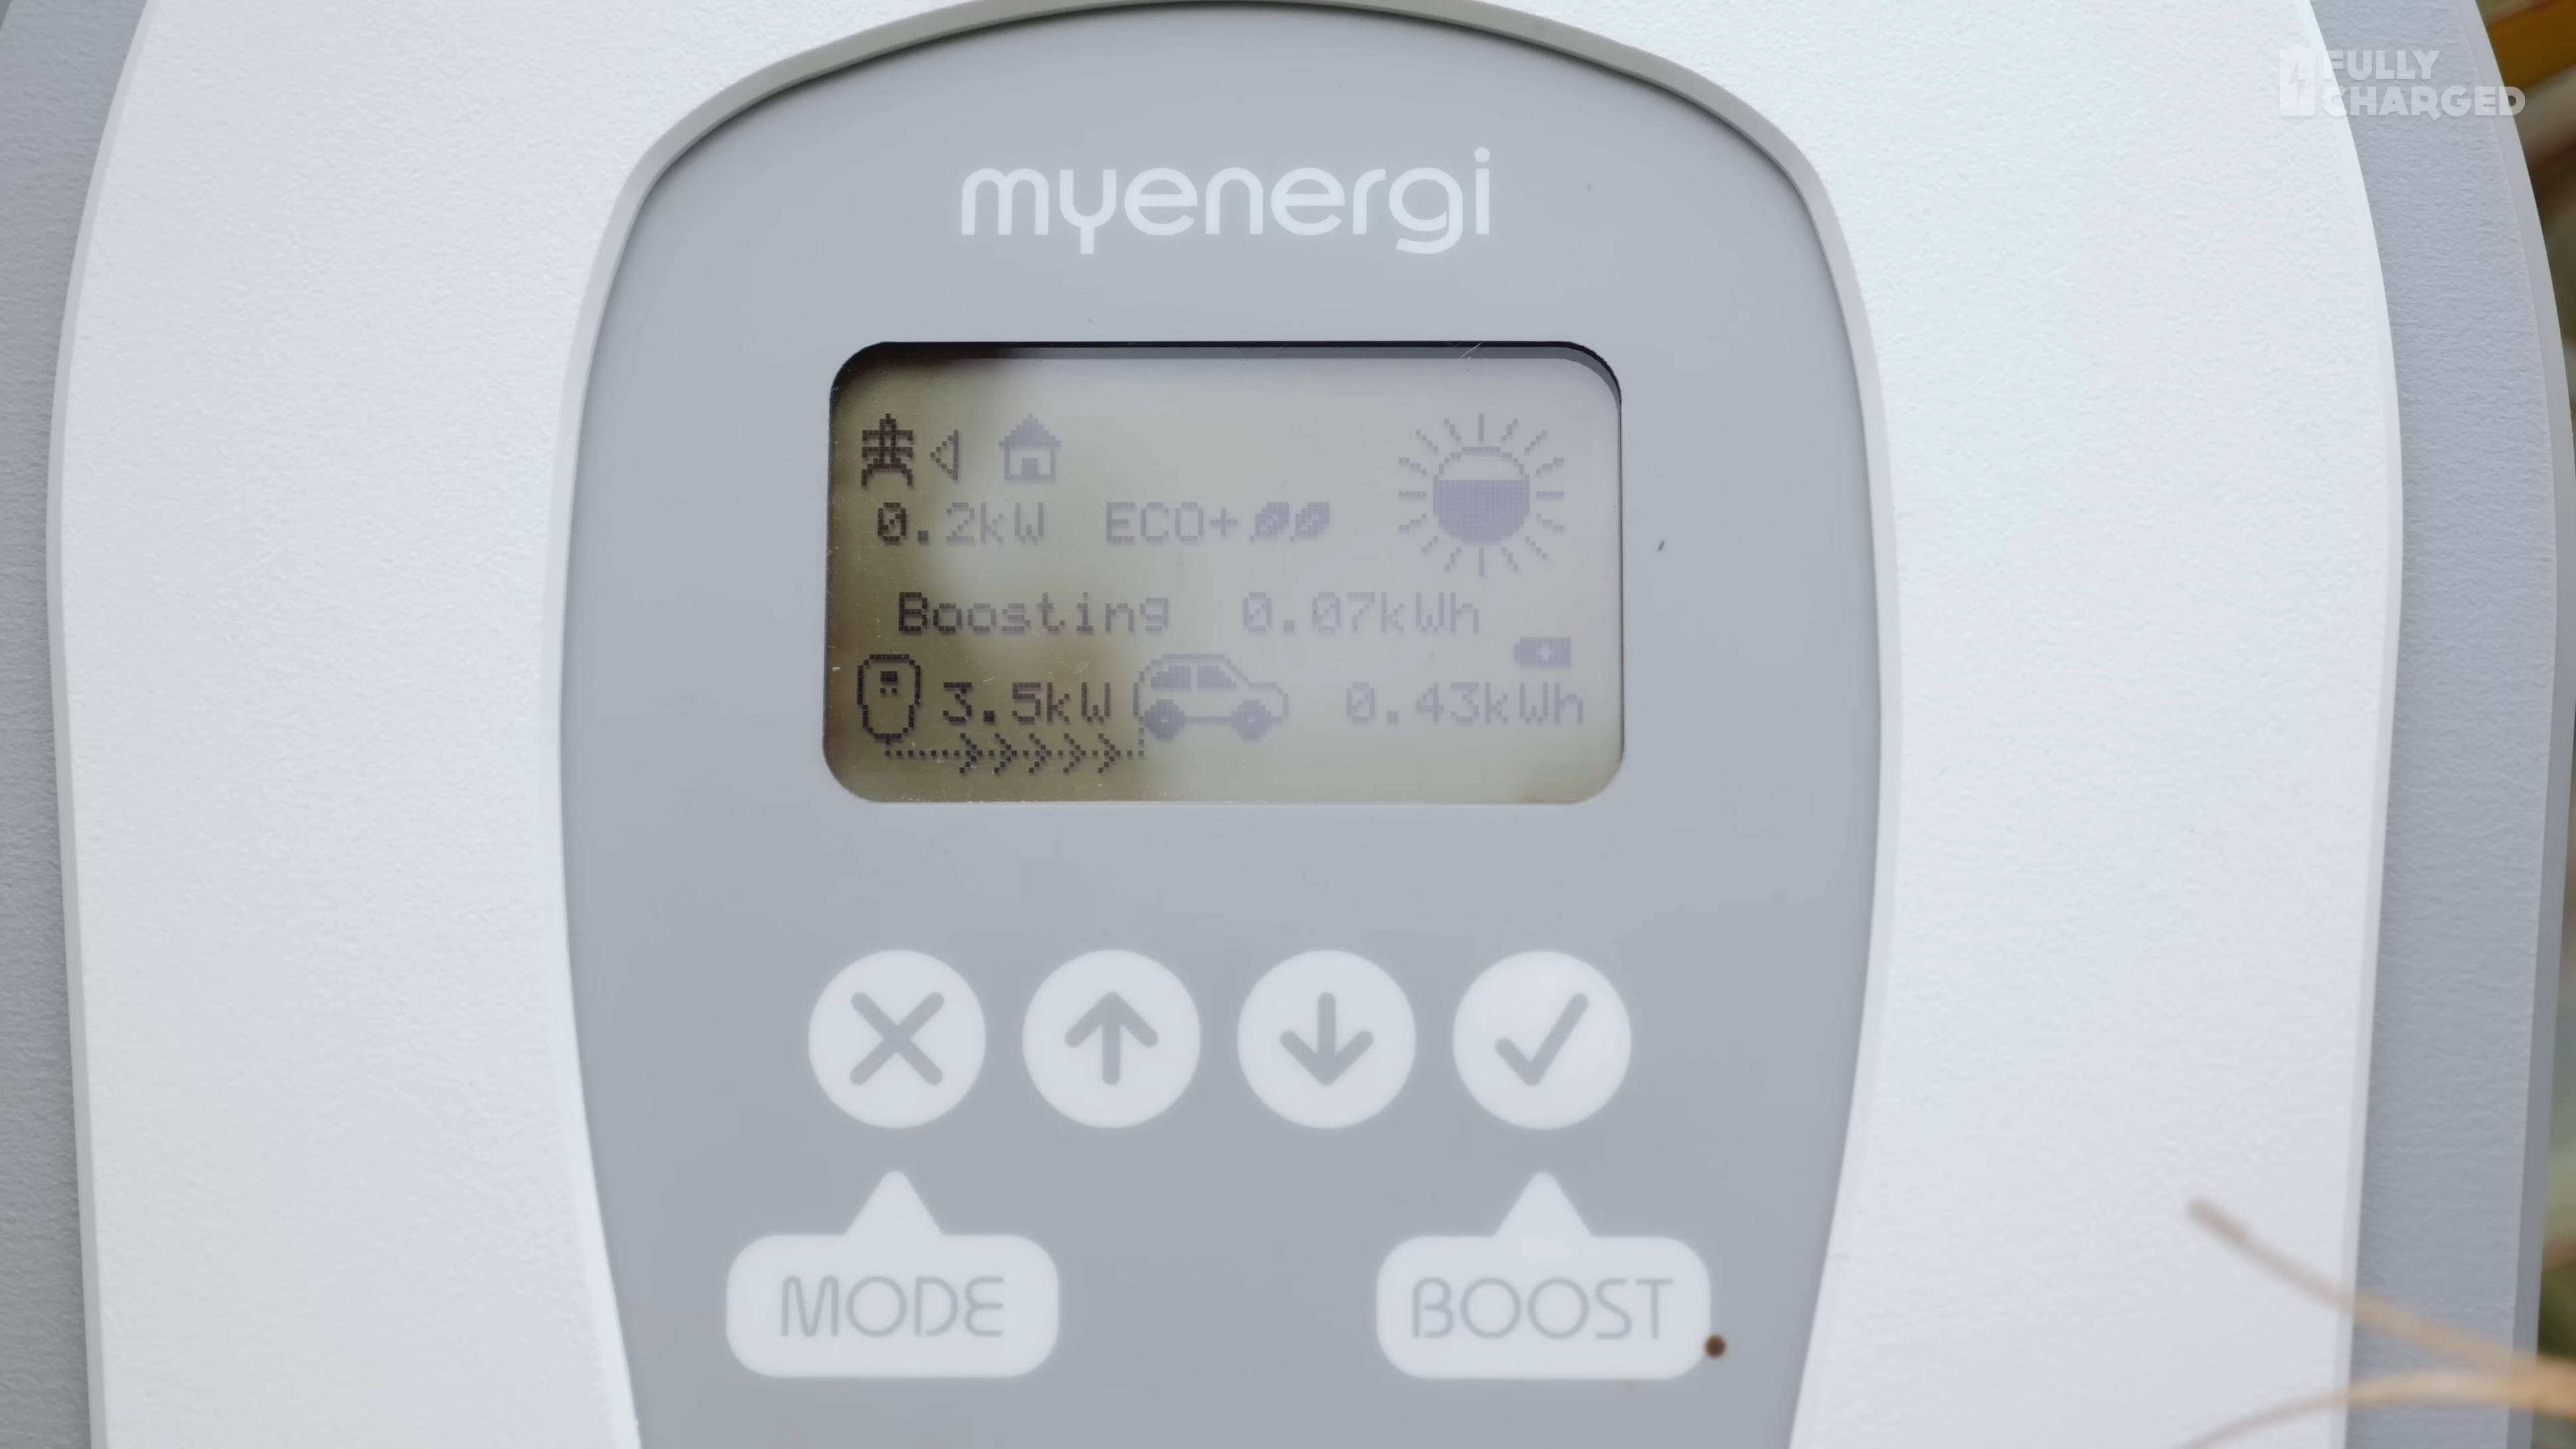 FULLY
CHARGED
myenergi
0.2kW ECO+
Boosting 0.07kWh
3.5kW 0.43kWh
MODE
BOOST